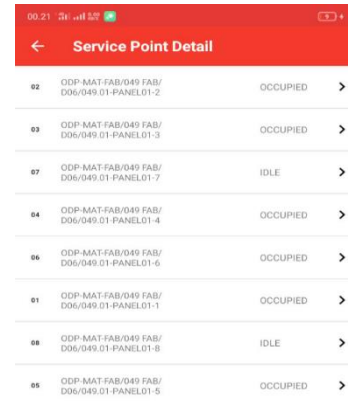 00.21
Service Point Detail
02 ODP-MAT-FAB/049 FAB/
D06/049.01-PANEL01-2 OCCUPIED
03 ODP-MAT-FAB/049 FAB/
D06/049.01-PANEL01-3 OCCUPIED
07 ODP-MAT-FAB/049 FAB/
D06/049.01-PANEL01-7 IDLE
04 ODP-MAT-FAB/049 FAB/
D06/049.01-PANEL01-4 OCCUPIED
06 ODP-MAT-FAB/049 FAB/
D06/049.01-PANEL01-6 OCCUPIED
01 ODP-MAT-FAB/049 FAB/
D06/049.01-PANEL01-1 OCCUPIED
08 ODP-MAT-FAB/049 FAB/
D06/049.01-PANEL01-8 IDLE
05 ODP-MAT-FAB/049 FAB/
D06/049.01-PANEL01-5 OCCUPIED